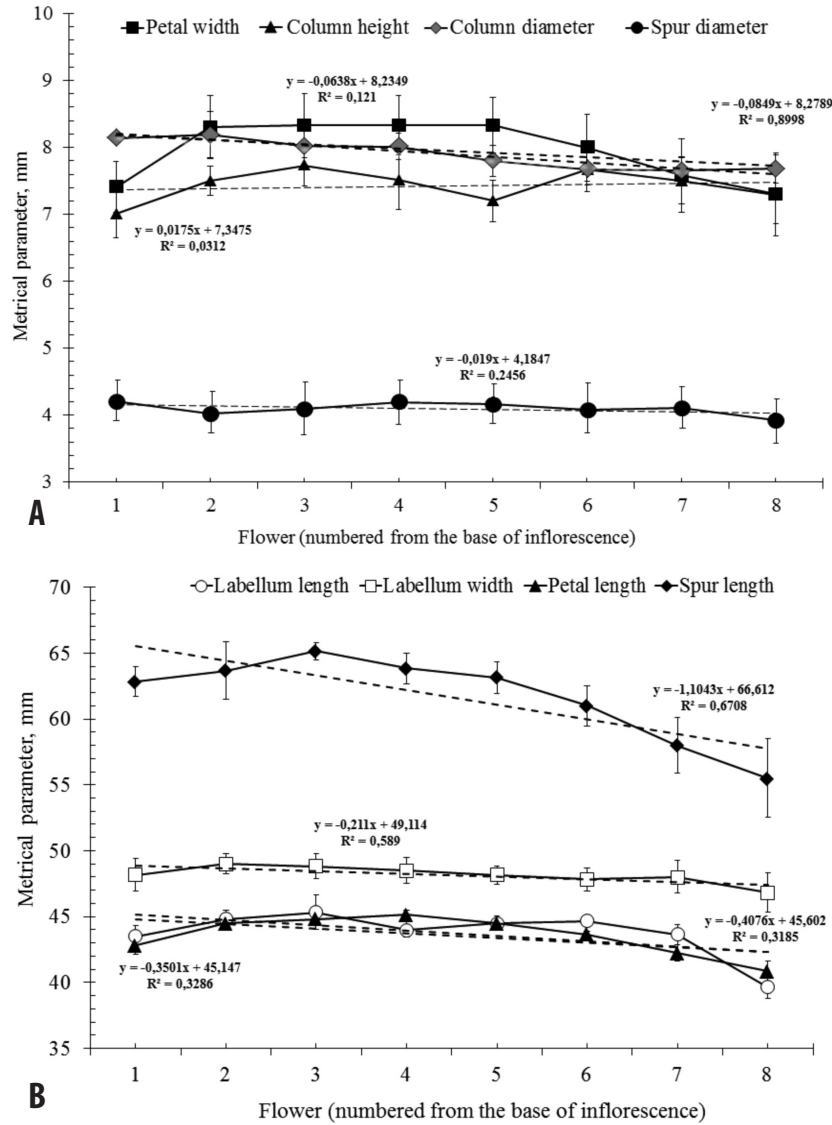 Petal width Column height Column diameter Spur diameter
10
9
8
7
6
5
4
3
Metrical parameter, mm
y = -0,0638x + 8,2349
R² = 0,121
y = -0,0849x + 8,2789
R² = 0,8998
y = 0,0175x + 7,3475
R² = 0,0312
y = -0,019x + 4,1847
R² = 0,2456
1 2 3 4 5 6 7 8
Flower (numbered from the base of inflorescence)
A
Labellum length Labellum width Petal length Spur length
70
65
60
55
50
45
40
35
Metrical parameter, mm
y = -1,1043x + 66,612
R² = 0,6708
y = -0,211x + 49,114
R² = 0,589
y = -0,4076x + 45,602
R² = 0,3185
y = -0,3501x + 45,147
R² = 0,3286
1 2 3 4 5 6 7 8
Flower (numbered from the base of inflorescence)
B